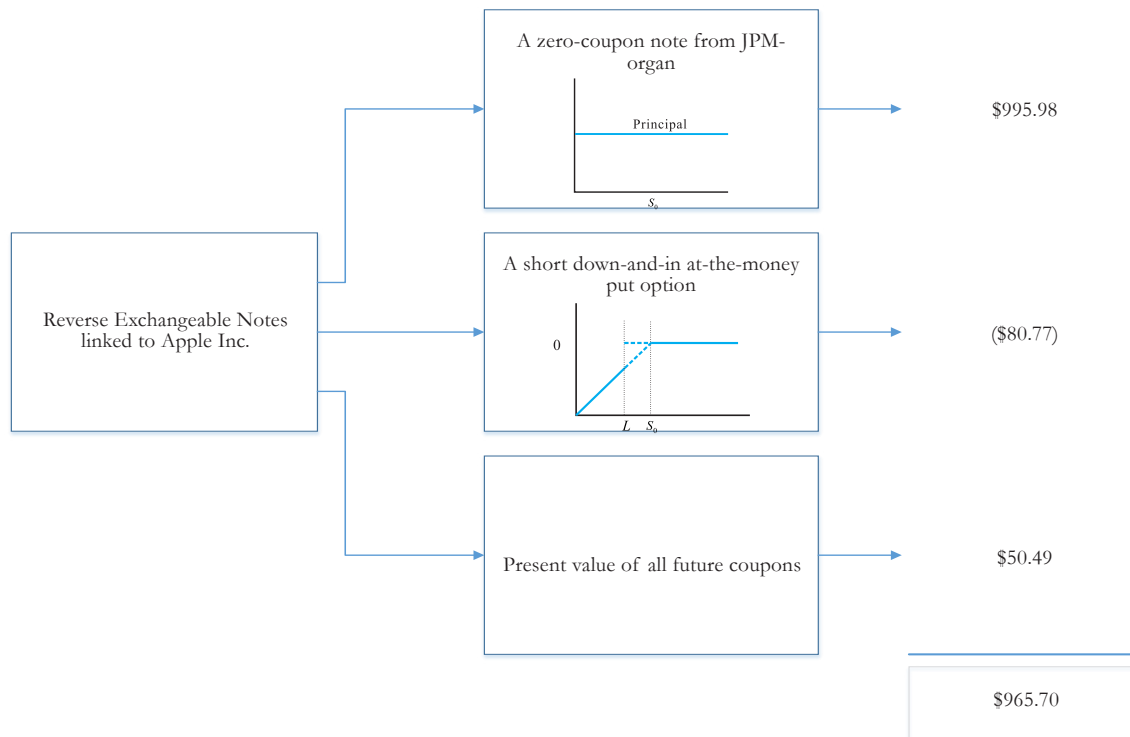 A zero-coupon note from JPM-
organ
Principal
S₀
$995.98
Reverse Exchangeable Notes
linked to Apple Inc.
A short down-and-in at-the-money
put option
0
L S₀
($80.77)
Present value of all future coupons
$50.49
$965.70